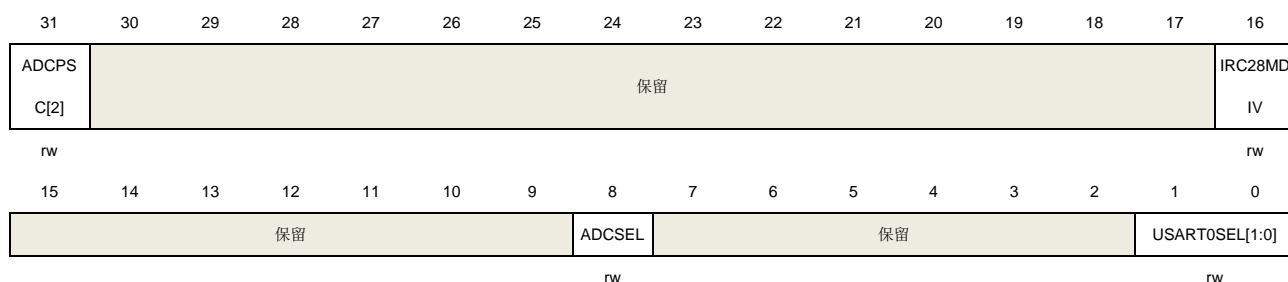 31 30 29 28 27 26 25 24 23 22 21 20 19 18 17 16
ADCPS
C[2]
保留
IRC28MD
IV
rw rw
15 14 13 12 11 10 9 8 7 6 5 4 3 2 1 0
保留 ADCSEL 保留 USART0SEL[1:0]
rw rw